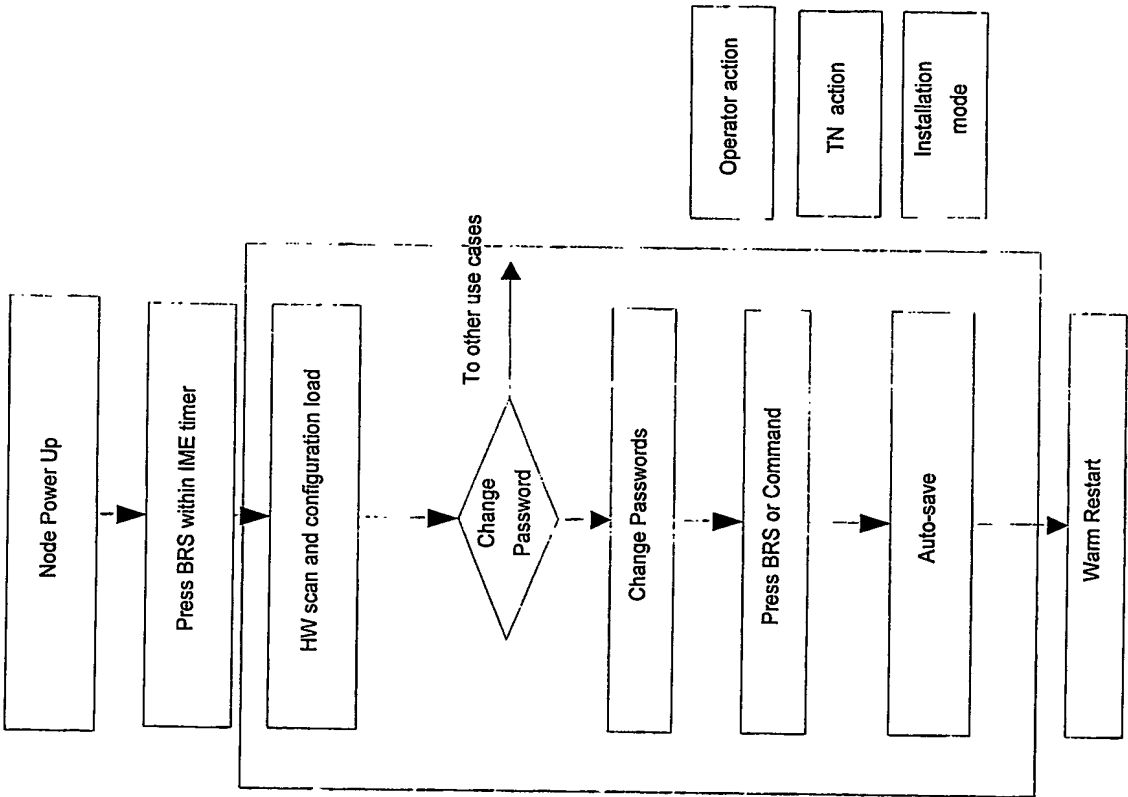 Node Power Up
Press BRS within IME timer
HW scan and configuration load
Change
Password
To other use cases
Change Passwords
Press BRS or Command
Auto-save
Warm Restart
Operator action
TN action
Installation
mode